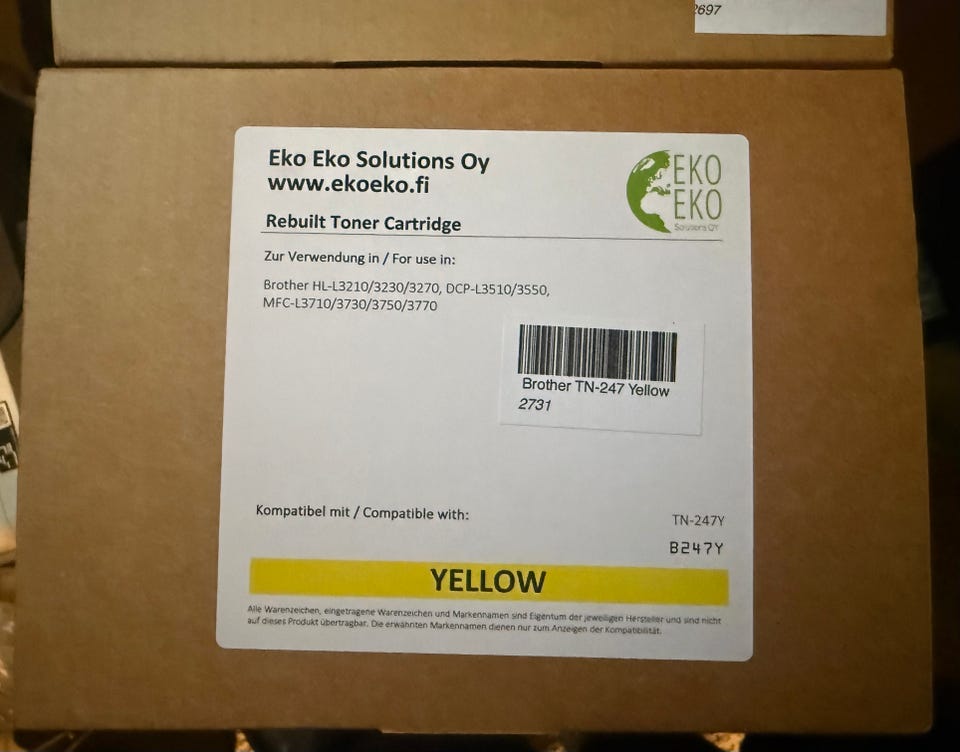 2697
Eko Eko Solutions Oy
www.ekoeko.fi
EKO
EKO
Solutions OY
Rebuilt Toner Cartridge
Zur Verwendung in / For use in:
Brother HL-L3210/3230/3270, DCP-L3510/3550,
MFC-L3710/3730/3750/3770
Brother TN-247 Yellow
2731
Kompatibel mit / Compatible with:
TN-247Y
B247Y
YELLOW
Alle Warenzeichen, eingetragene Warenzeichen und Markennamen sind Eigentum der jeweiligen Hersteller und sind nicht
auf dieses Produkt übertragbar. Die erwähnten Markennamen dienen nur zum Anzeigen der Kompatibilität.